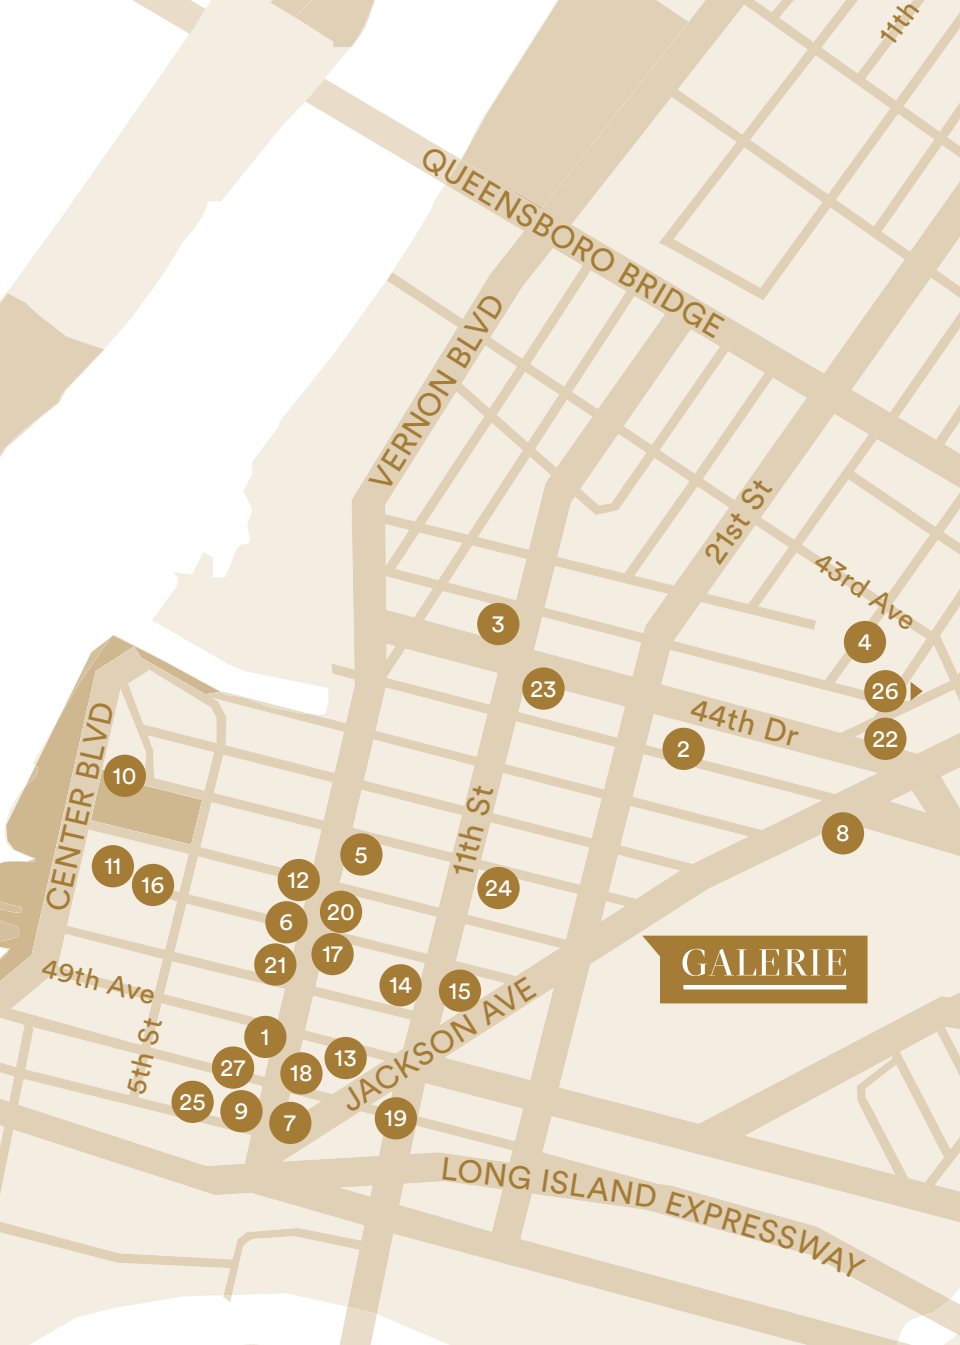 11th
QUEENSBORO BRIDGE
VERNON BLVD
21st St
43rd Ave
3
4
23
26
44th Dr
22
2
CENTER BLVD
10
11th St
8
5
11
12
16
24
20
6
GALERIE
17
21
49th Ave
14
15
JACKSON AVE
1
5th St
13
27
18
25
9
19
7
LONG ISLAND EXPRESSWAY